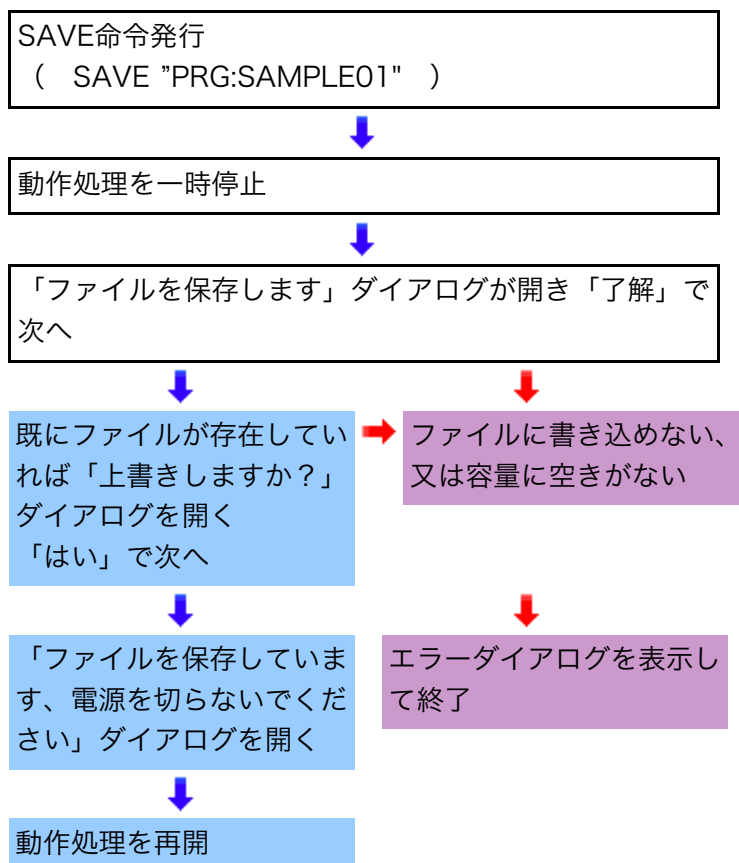 SAVE命令発行
（　SAVE ”PRG:SAMPLE01"　）
動作処理を一時停止
「ファイルを保存します」ダイアログが開き「了解」で
次へ
既にファイルが存在してい
れば「上書きしますか？」
ダイアログを開く
「はい」で次へ
ファイルに書き込めない、
又は容量に空きがない
「ファイルを保存していま
す、電源を切らないでくだ
さい」ダイアログを開く
エラーダイアログを表示し
て終了
動作処理を再開